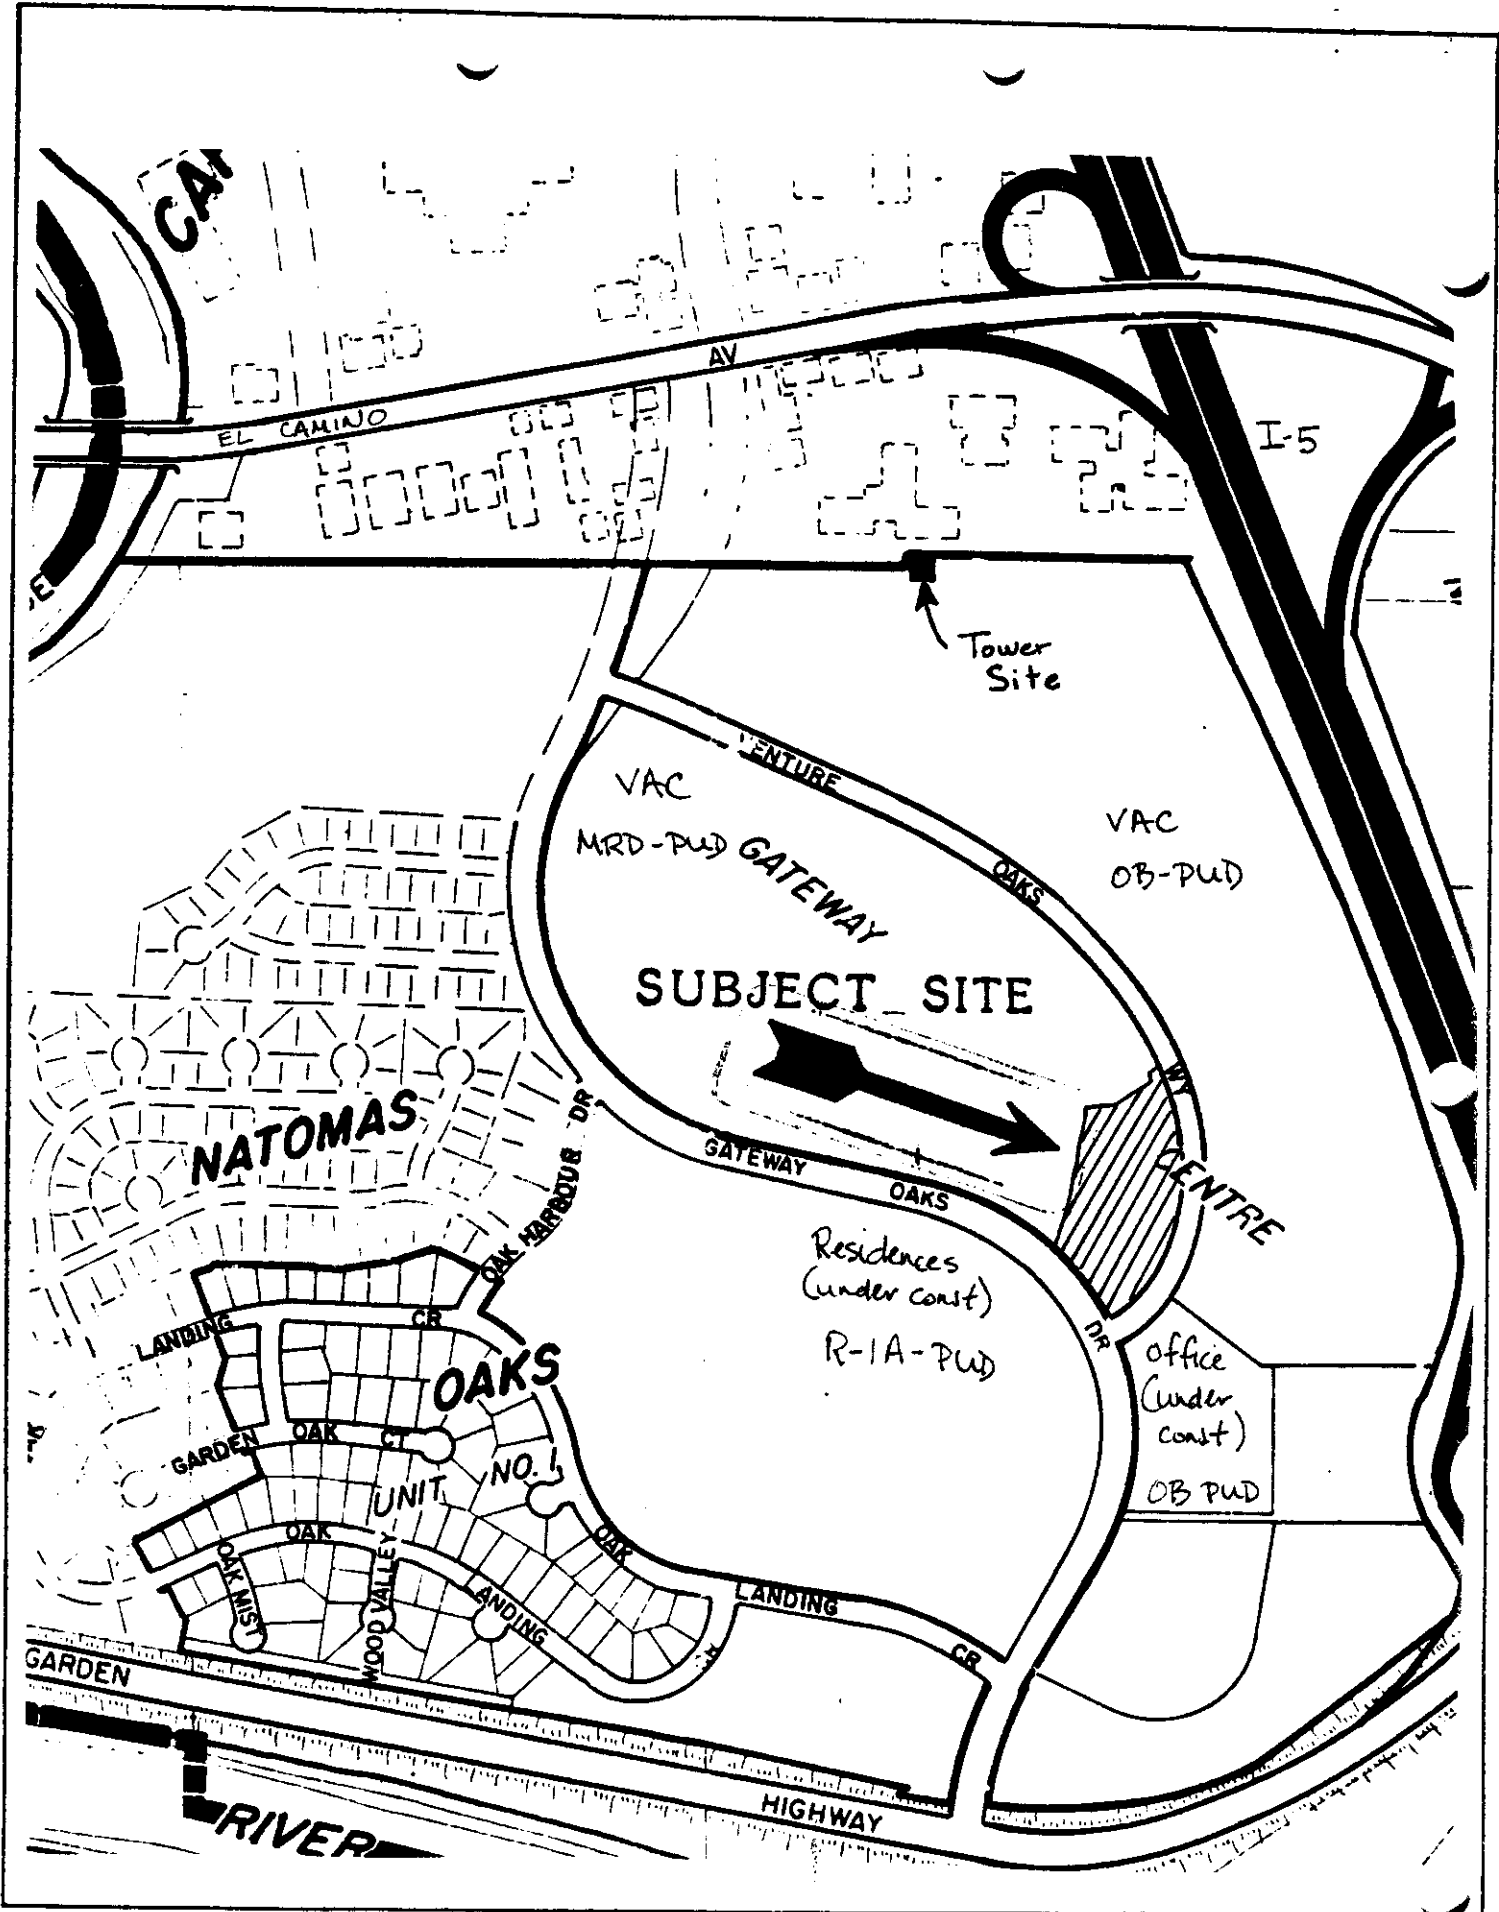 AV
EL CAMINO
I-5
Tower
Site
VENTURE
OAKS
WY
VAC
MRD-PUD
VAC
OB-PUD
GATEWAY
CENTRE
SUBJECT SITE
NATOMAS
OAK HARBOUR DR
GATEWAY
OAKS
DR
Residences
(under const)
R-1A-PUD
Office
(under
const)
OB PUD
LANDING
CR
OAKS
GARDEN
OAK
CT
UNIT
NO. 1
OAK
OAK MIST
WOOD VALLEY
LANDING
OAK
LANDING
CR
GARDEN
HIGHWAY
RIVER